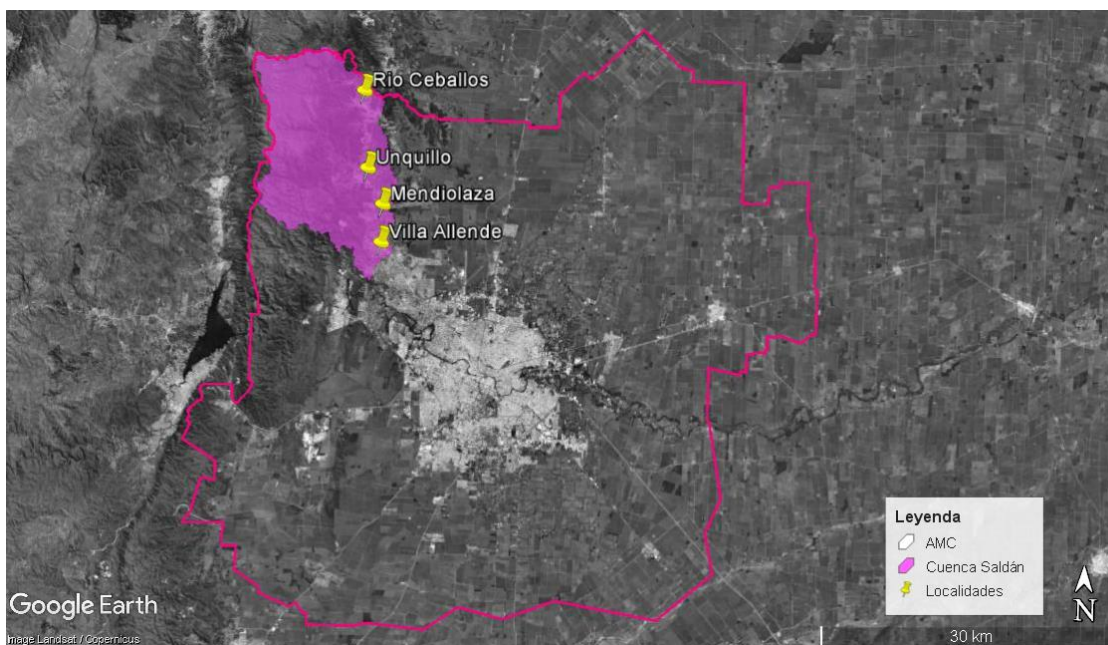 Rio Ceballos
Unquillo
Mendiolaza
Villa Allende
Leyenda
AMC
Cuenca Saldán
Localidades
N
Google Earth
Image Landsat / Copernicus
30 km